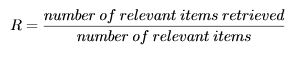 R = number of relevant items retrieved
number of relevant items